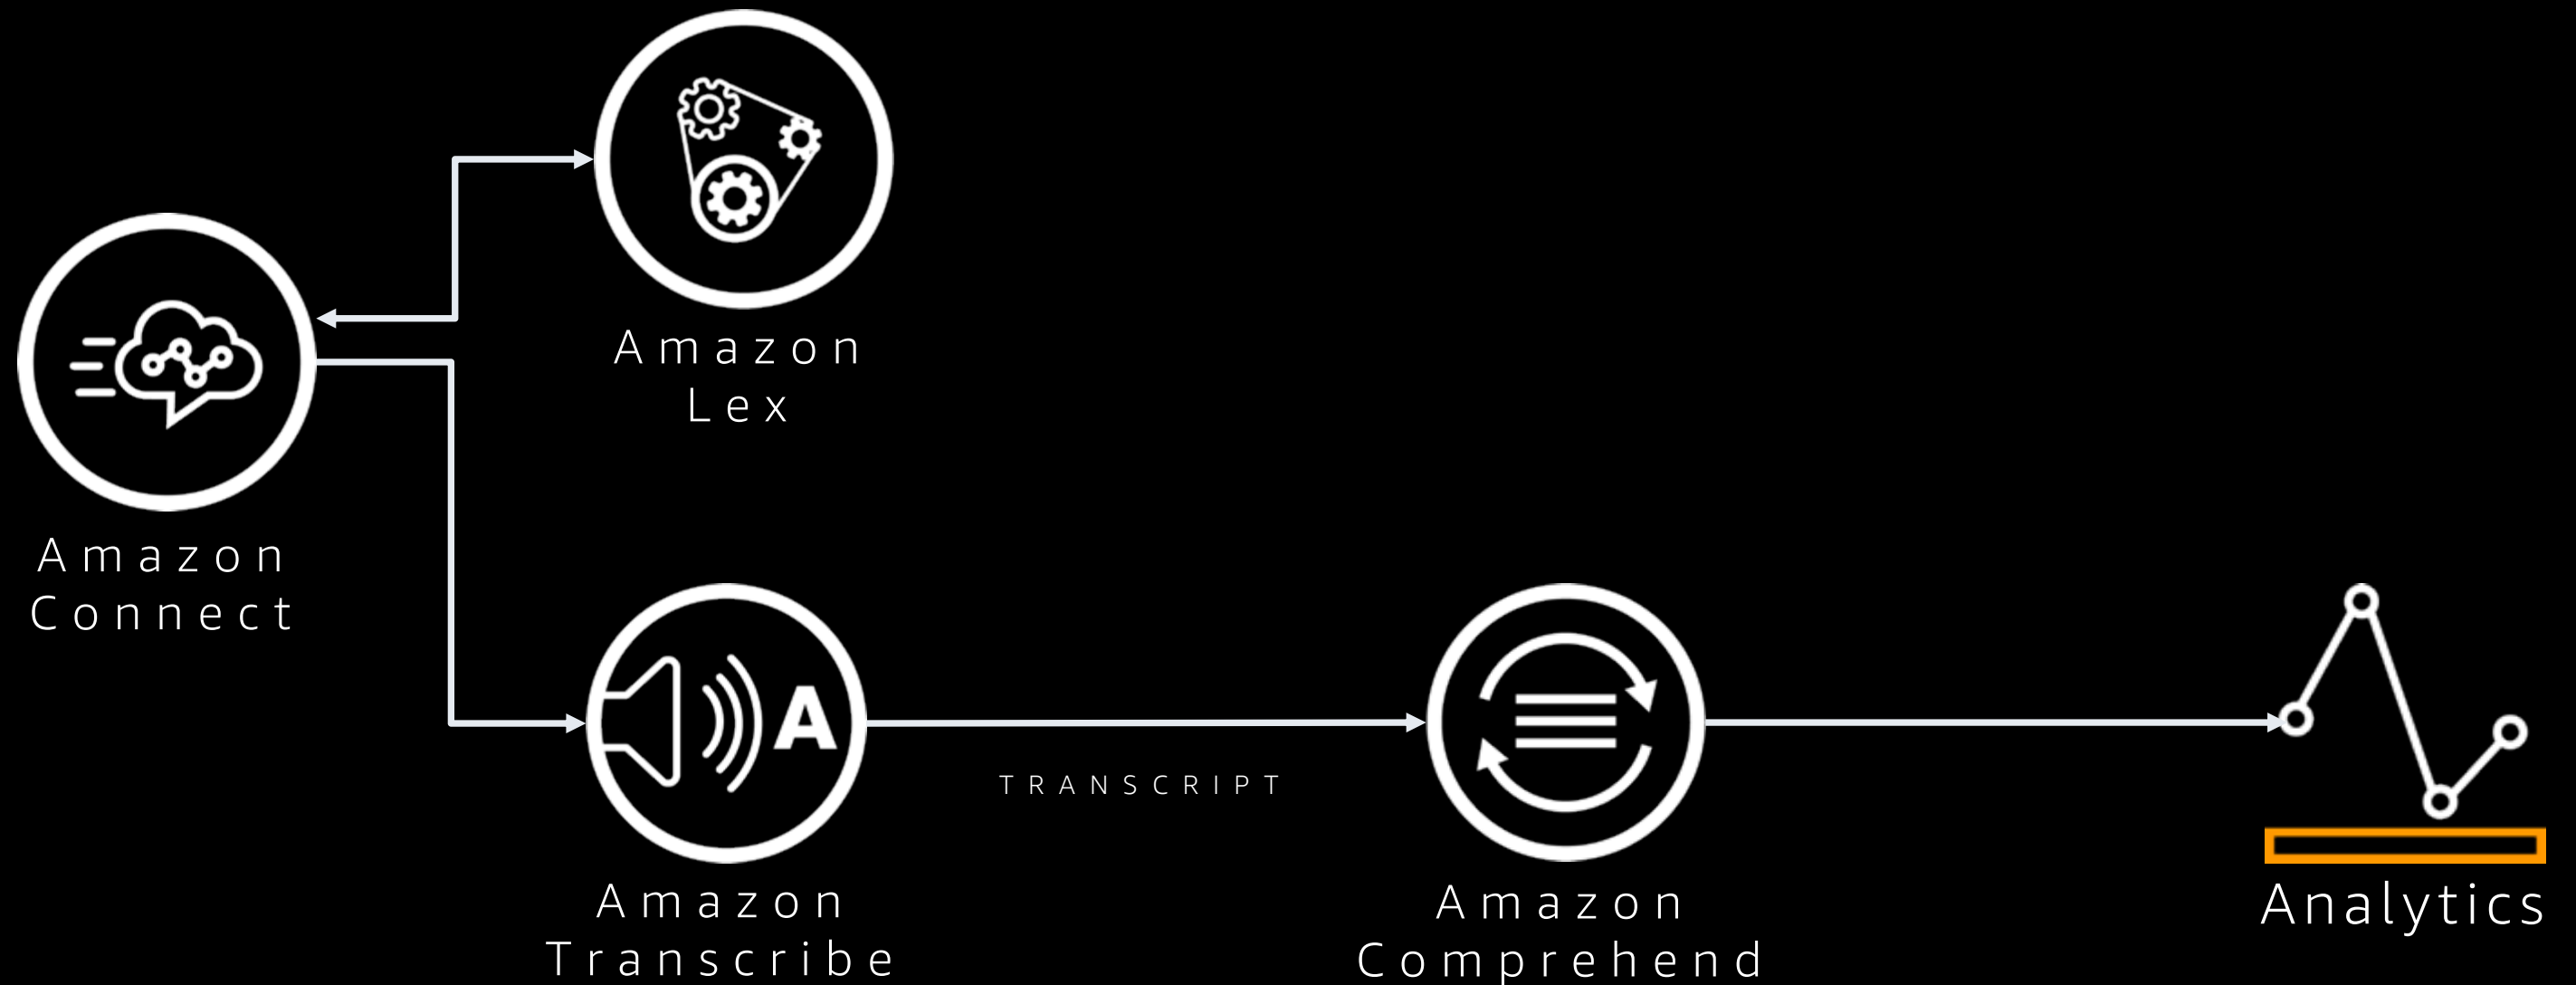 Amazon
Lex
Amazon
Connect
A
TRANSCRIPT
Amazon
Transcribe
Amazon
Comprehend
Analytics